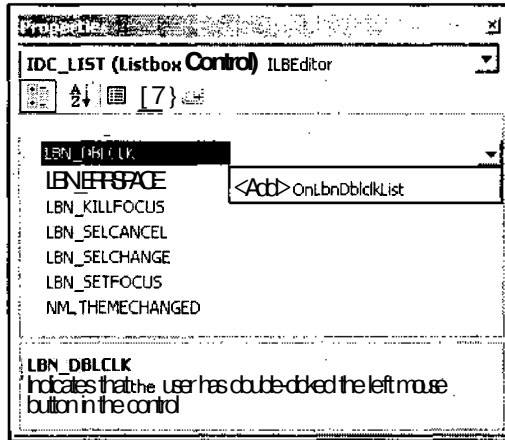 Properties
IDC_LIST (Listbox Control) ILBEditor
[7}
LBN_DBLCLK
LBN_ERRSPACE
<Add> OnLbnDblclkList
LBN_KILLFOCUS
LBN_SELCANCEL
LBN_SELCHANGE
LBN_SETFOCUS
NM_THEMECHANGED
LBN_DBLCLK
Indicates that the user has double-clicked the left mouse
button in the control